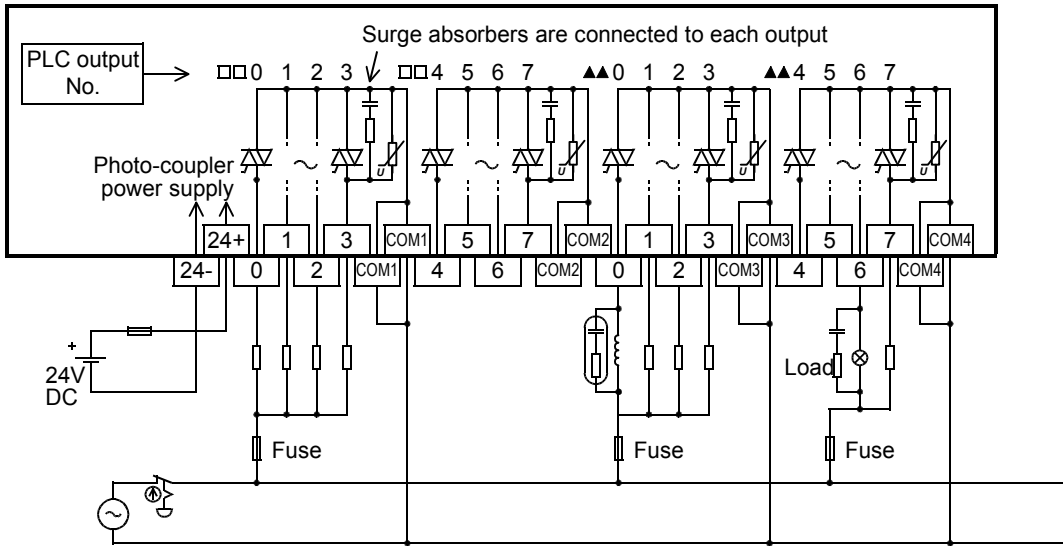 Surge absorbers are connected to each output
PLC output
No.
□□0 1 2 3 □□4 5 6 7 ▲▲0 1 2 3 ▲▲4 5 6 7
Photo-coupler
power supply
~ ~ ~ ~
U U U U
24+ 1 3 COM1 5 7 COM2 1 3 COM3 5 7 COM4
24- 0 2 COM1 4 6 COM2 0 2 COM3 4 6 COM4
+
24V
DC
Load
Fuse Fuse Fuse
~